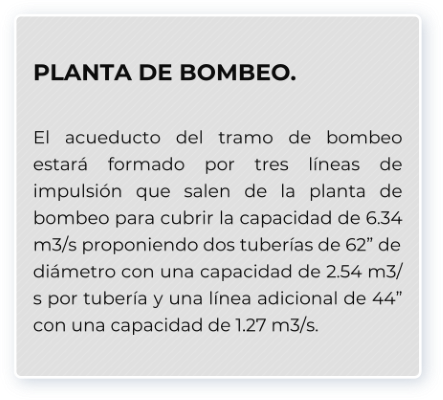 PLANTA DE BOMBEO.
El acueducto del tramo de bombeo
estará formado por tres líneas de
impulsión que salen de la planta de
bombeo para cubrir la capacidad de 6.34
m3/s proponiendo dos tuberías de 62” de
diámetro con una capacidad de 2.54 m3/
s por tubería y una línea adicional de 44”
con una capacidad de 1.27 m3/s.